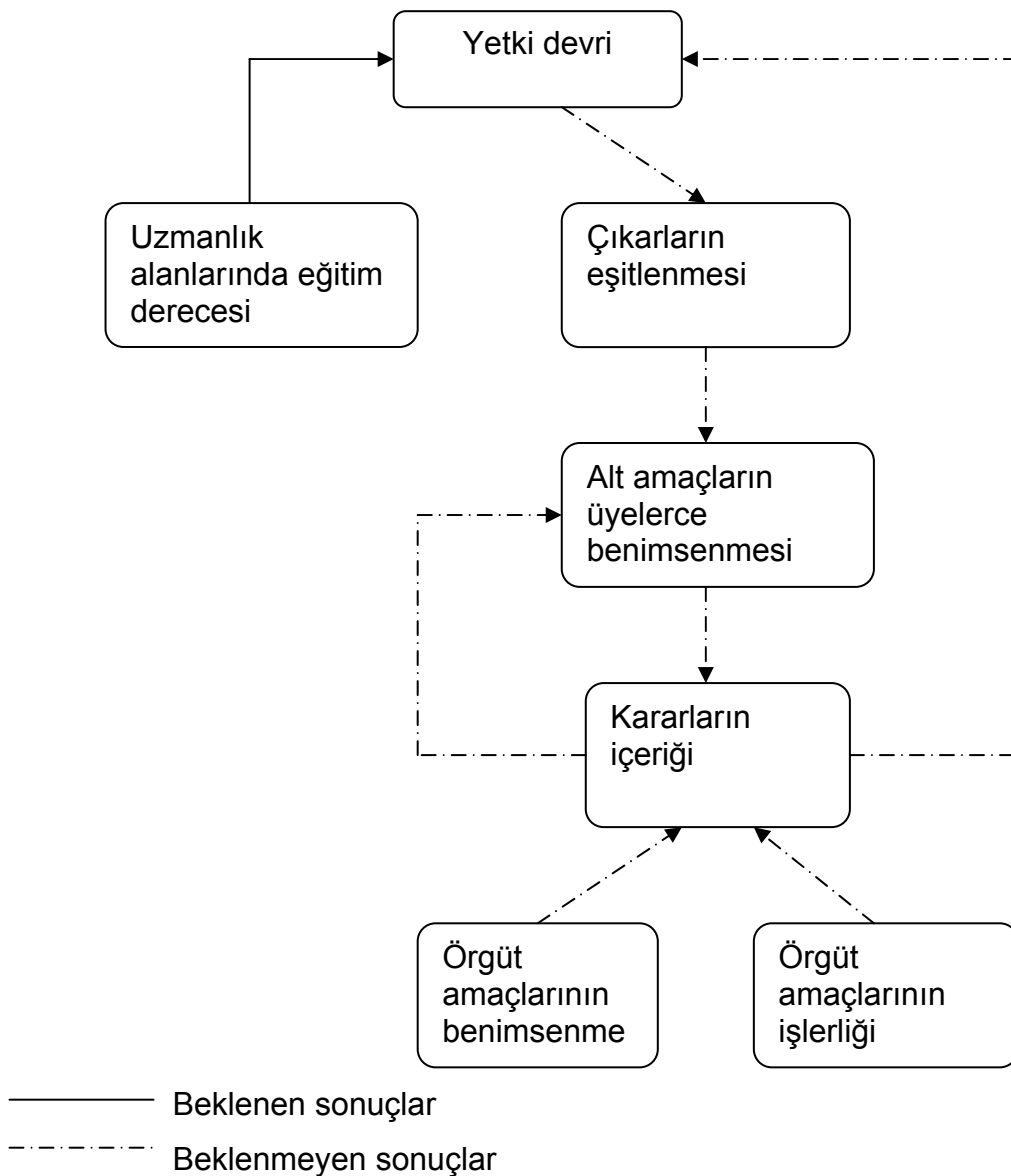 Yetki devri
Uzmanlık
alanlarında eğitim
derecesi
Çıkarların
eşitlenmesi
Alt amaçların
üyelerce
benimsenmesi
Kararların
içeriği
Örgüt
amaçlarının
benimsenme
Örgüt
amaçlarının
işlerliği
Beklenen sonuçlar
Beklenmeyen sonuçlar